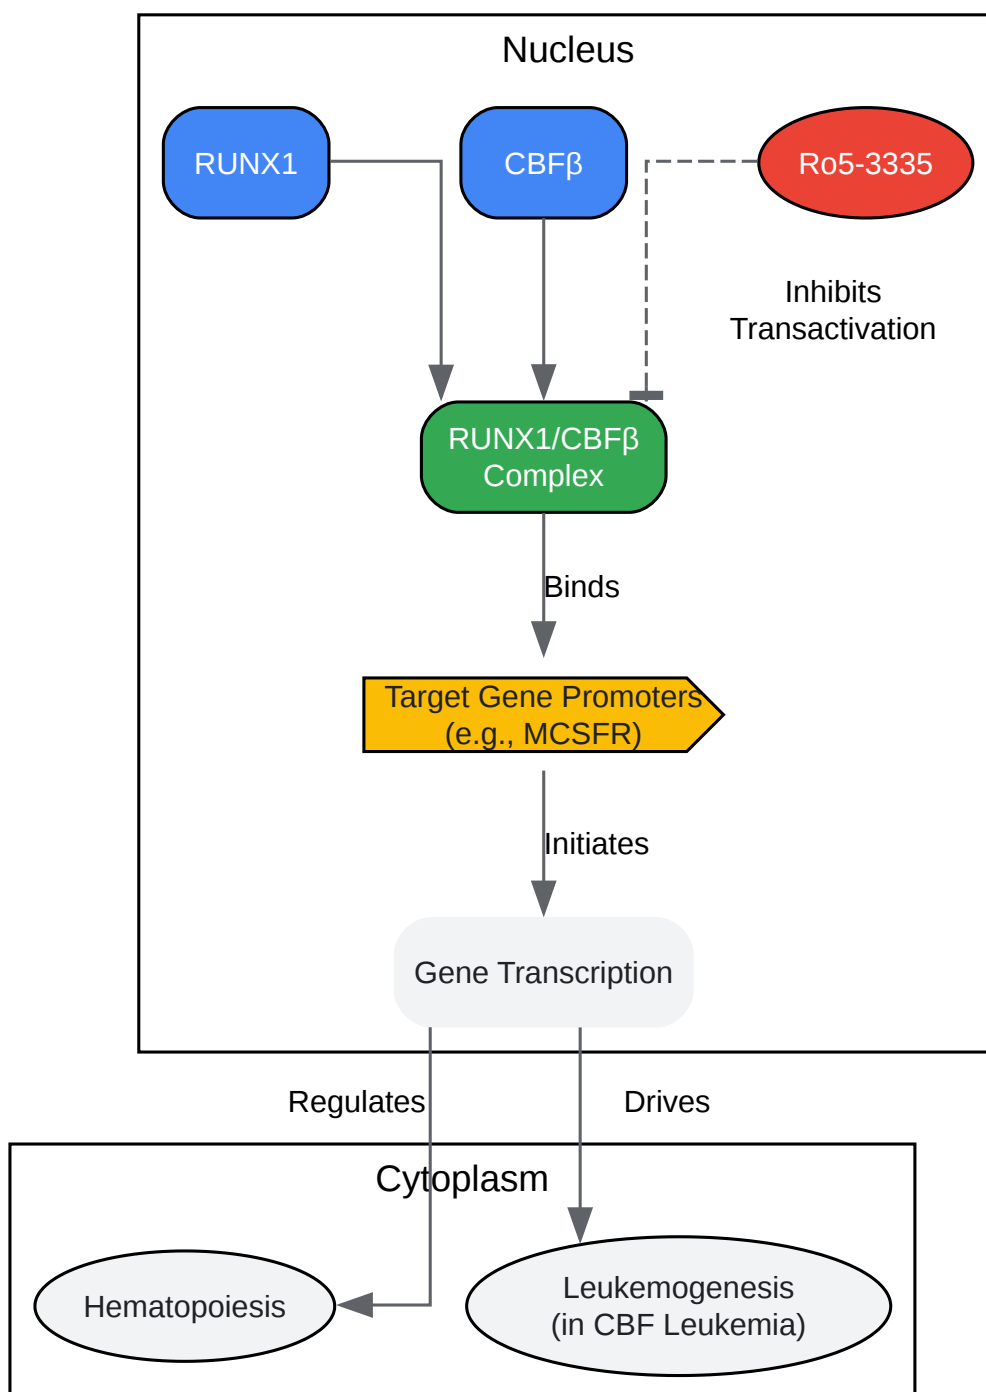 Nucleus
RUNX1
CBFβ
Ro5-3335
Inhibits
Transactivation
RUNX1/CBFβ
Complex
Binds
Target Gene Promoters
(e.g., MCSFR)
Initiates
Gene Transcription
Regulates
Drives
Cytoplasm
Hematopoiesis
Leukemogenesis
(in CBF Leukemia)